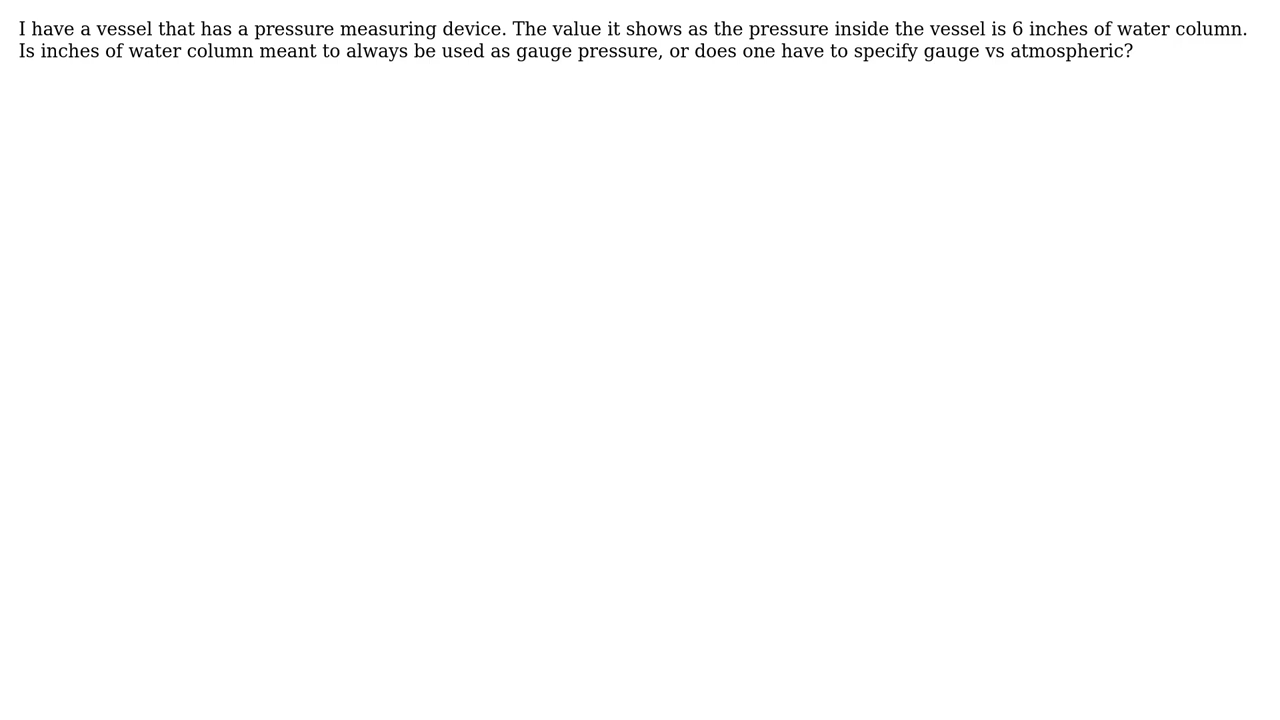 I have a vessel that has a pressure measuring device. The value it shows as the pressure inside the vessel is 6 inches of water column.
Is inches of water column meant to always be used as gauge pressure, or does one have to specify gauge vs atmospheric?